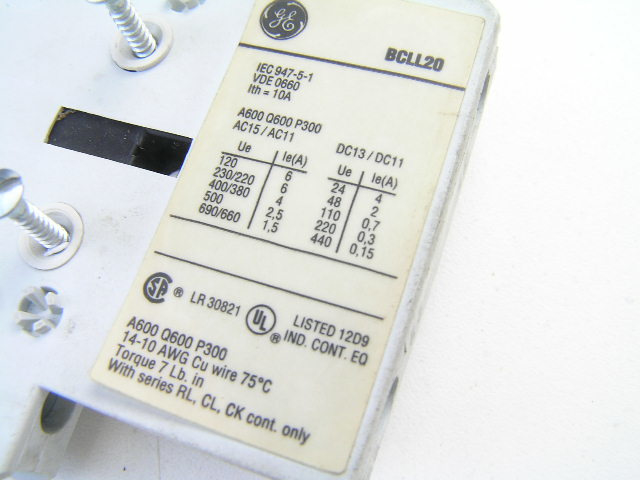 GE
BCLL20
IEC 947-5-1
VDE 0660
Ith = 10A
A600 Q600 P300
AC15 / AC11
Ue Ie(A)
120 6
230/220 6
400/380 4
500 2,5
690/660 1,5
DC13 / DC11
Ue Ie(A)
24 4
48 2
110 0,7
220 0,3
440 0,15
SA ® LR 30821
UL ® LISTED 12D9
IND. CONT. EQ
A600 Q600 P300
14-10 AWG Cu wire 75°C
Torque 7 Lb. in
With series RL, CL, CK cont. only